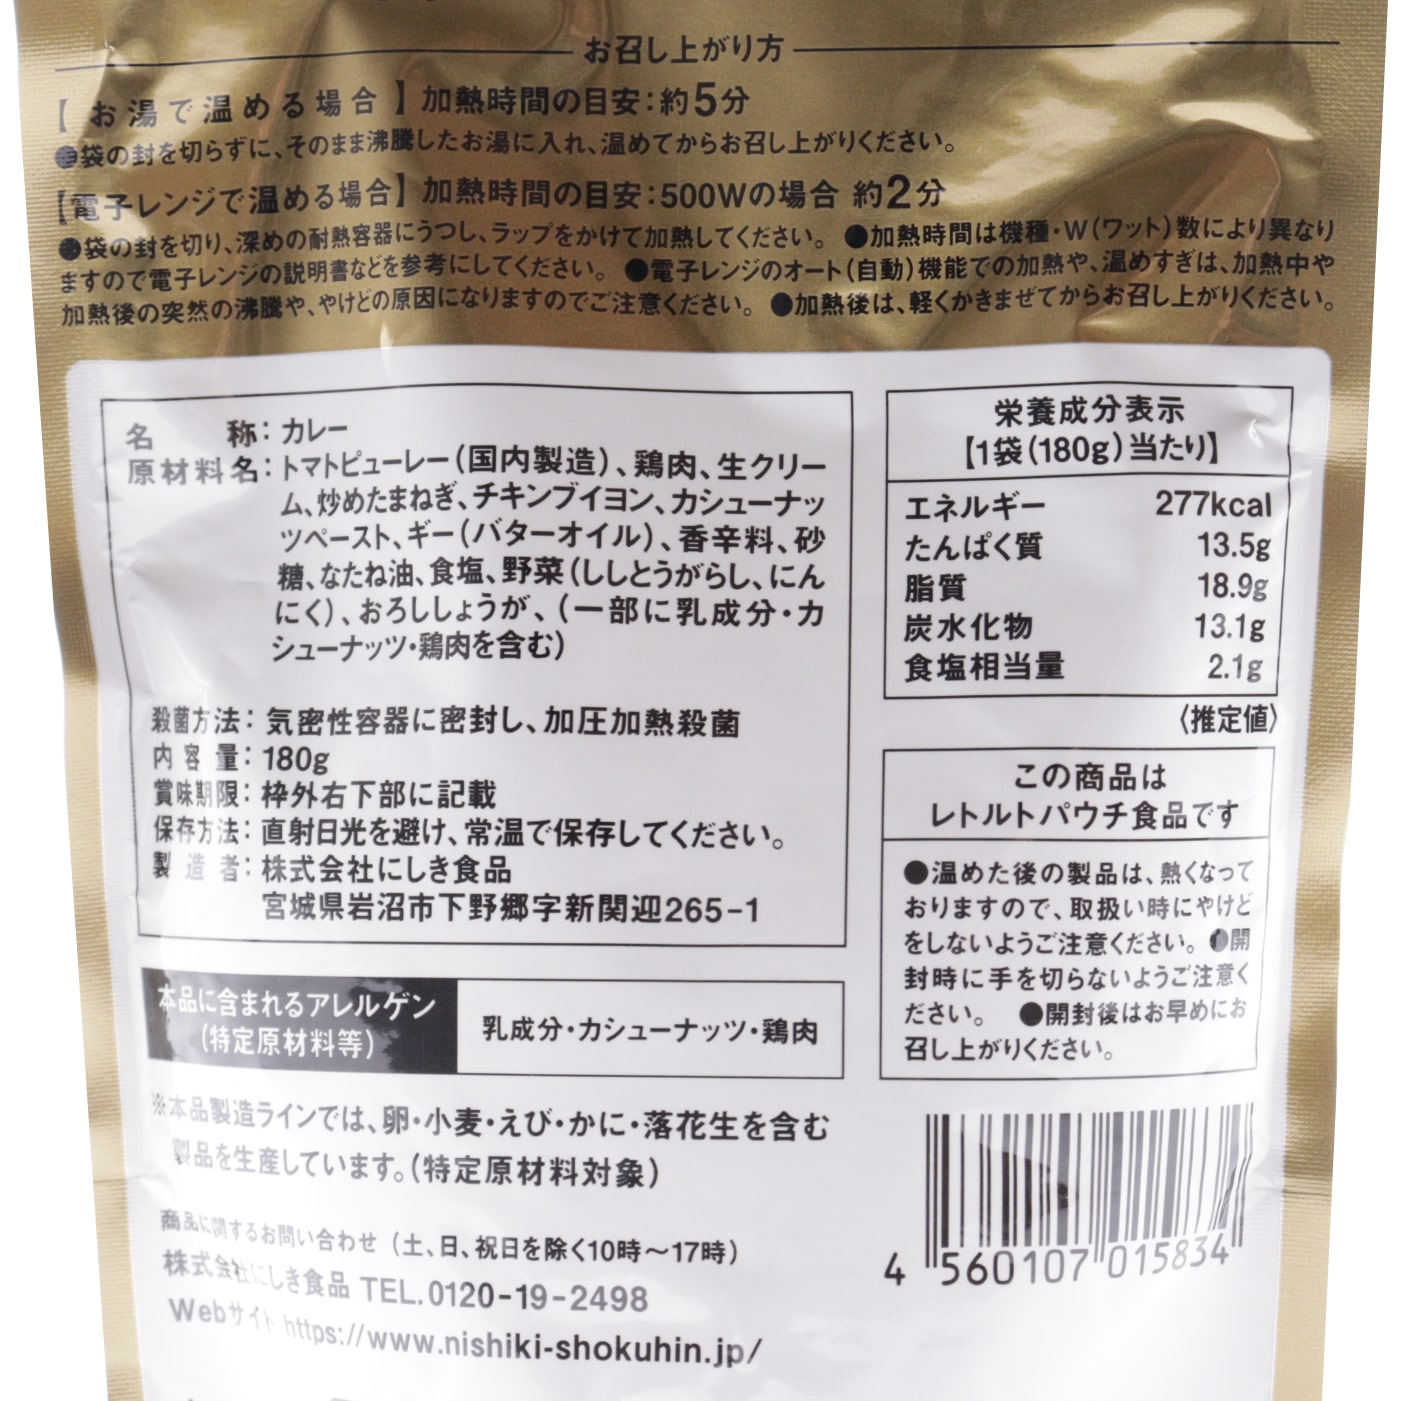 お召し上がり方
【お湯で温める場合】加熱時間の目安：約5分
●袋の封を切らずに、そのまま沸騰したお湯に入れ、温めてからお召し上がりください。
【電子レンジで温める場合】加熱時間の目安：500Wの場合 約2分
●袋の封を切り、深めの耐熱容器にうつし、ラップをかけて加熱してください。 ●加熱時間は機種・W（ワット）数により異なり
ますので電子レンジの説明書などを参考にしてください。 ●電子レンジのオート（自動）機能での加熱や、温めすぎは、加熱中や
加熱後の突然の沸騰や、やけどの原因になりますのでご注意ください。 ●加熱後は、軽くかきまぜてからお召し上がりください。
名称：カレー
原材料名：トマトピューレー（国内製造）、鶏肉、生クリー
ム、炒めたまねぎ、チキンブイヨン、カシューナッ
ツペースト、ギー（バターオイル）、香辛料、砂
糖、なたね油、食塩、野菜（ししとうがらし、にん
にく）、おろししょうが、（一部に乳成分・カ
シューナッツ・鶏肉を含む）
殺菌方法：気密性容器に密封し、加圧加熱殺菌
内容量：180g
賞味期限：枠外右下部に記載
保存方法：直射日光を避け、常温で保存してください。
製造者：株式会社にしき食品
宮城県岩沼市下野郷字新関迎265-1
本品に含まれるアレルゲン
（特定原材料等）
乳成分・カシューナッツ・鶏肉
※本品製造ラインでは、卵・小麦・えび・かに・落花生を含む
製品を生産しています。（特定原材料対象）
商品に関するお問い合わせ（土、日、祝日を除く10時〜17時）
株式会社にしき食品 TEL.0120-19-2498
Webサイト https://www.nishiki-shokuhin.jp/
栄養成分表示
【1袋（180g）当たり】
エネルギー 277kcal
たんぱく質 13.5g
脂質 18.9g
炭水化物 13.1g
食塩相当量 2.1g
〈推定値〉
この商品は
レトルトパウチ食品です
●温めた後の製品は、熱くなって
おりますので、取扱い時にやけど
をしないようご注意ください。●開
封時に手を切らないようご注意く
ださい。 ●開封後はお早めにお
召し上がりください。
4 560107 015834